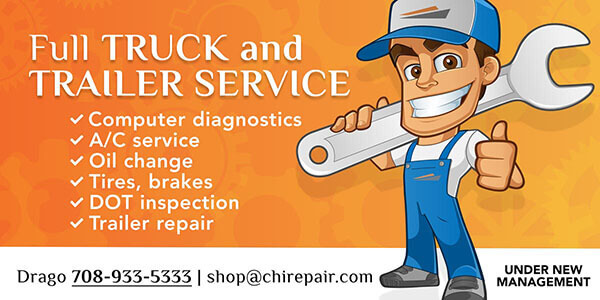 Full TRUCK and
TRAILER SERVICE
✓ Computer diagnostics
✓ A/C service
✓ Oil change
✓ Tires, brakes
✓ DOT inspection
✓ Trailer repair
Drago 708-933-5333 | shop@chirepair.com
UNDER NEW
MANAGEMENT